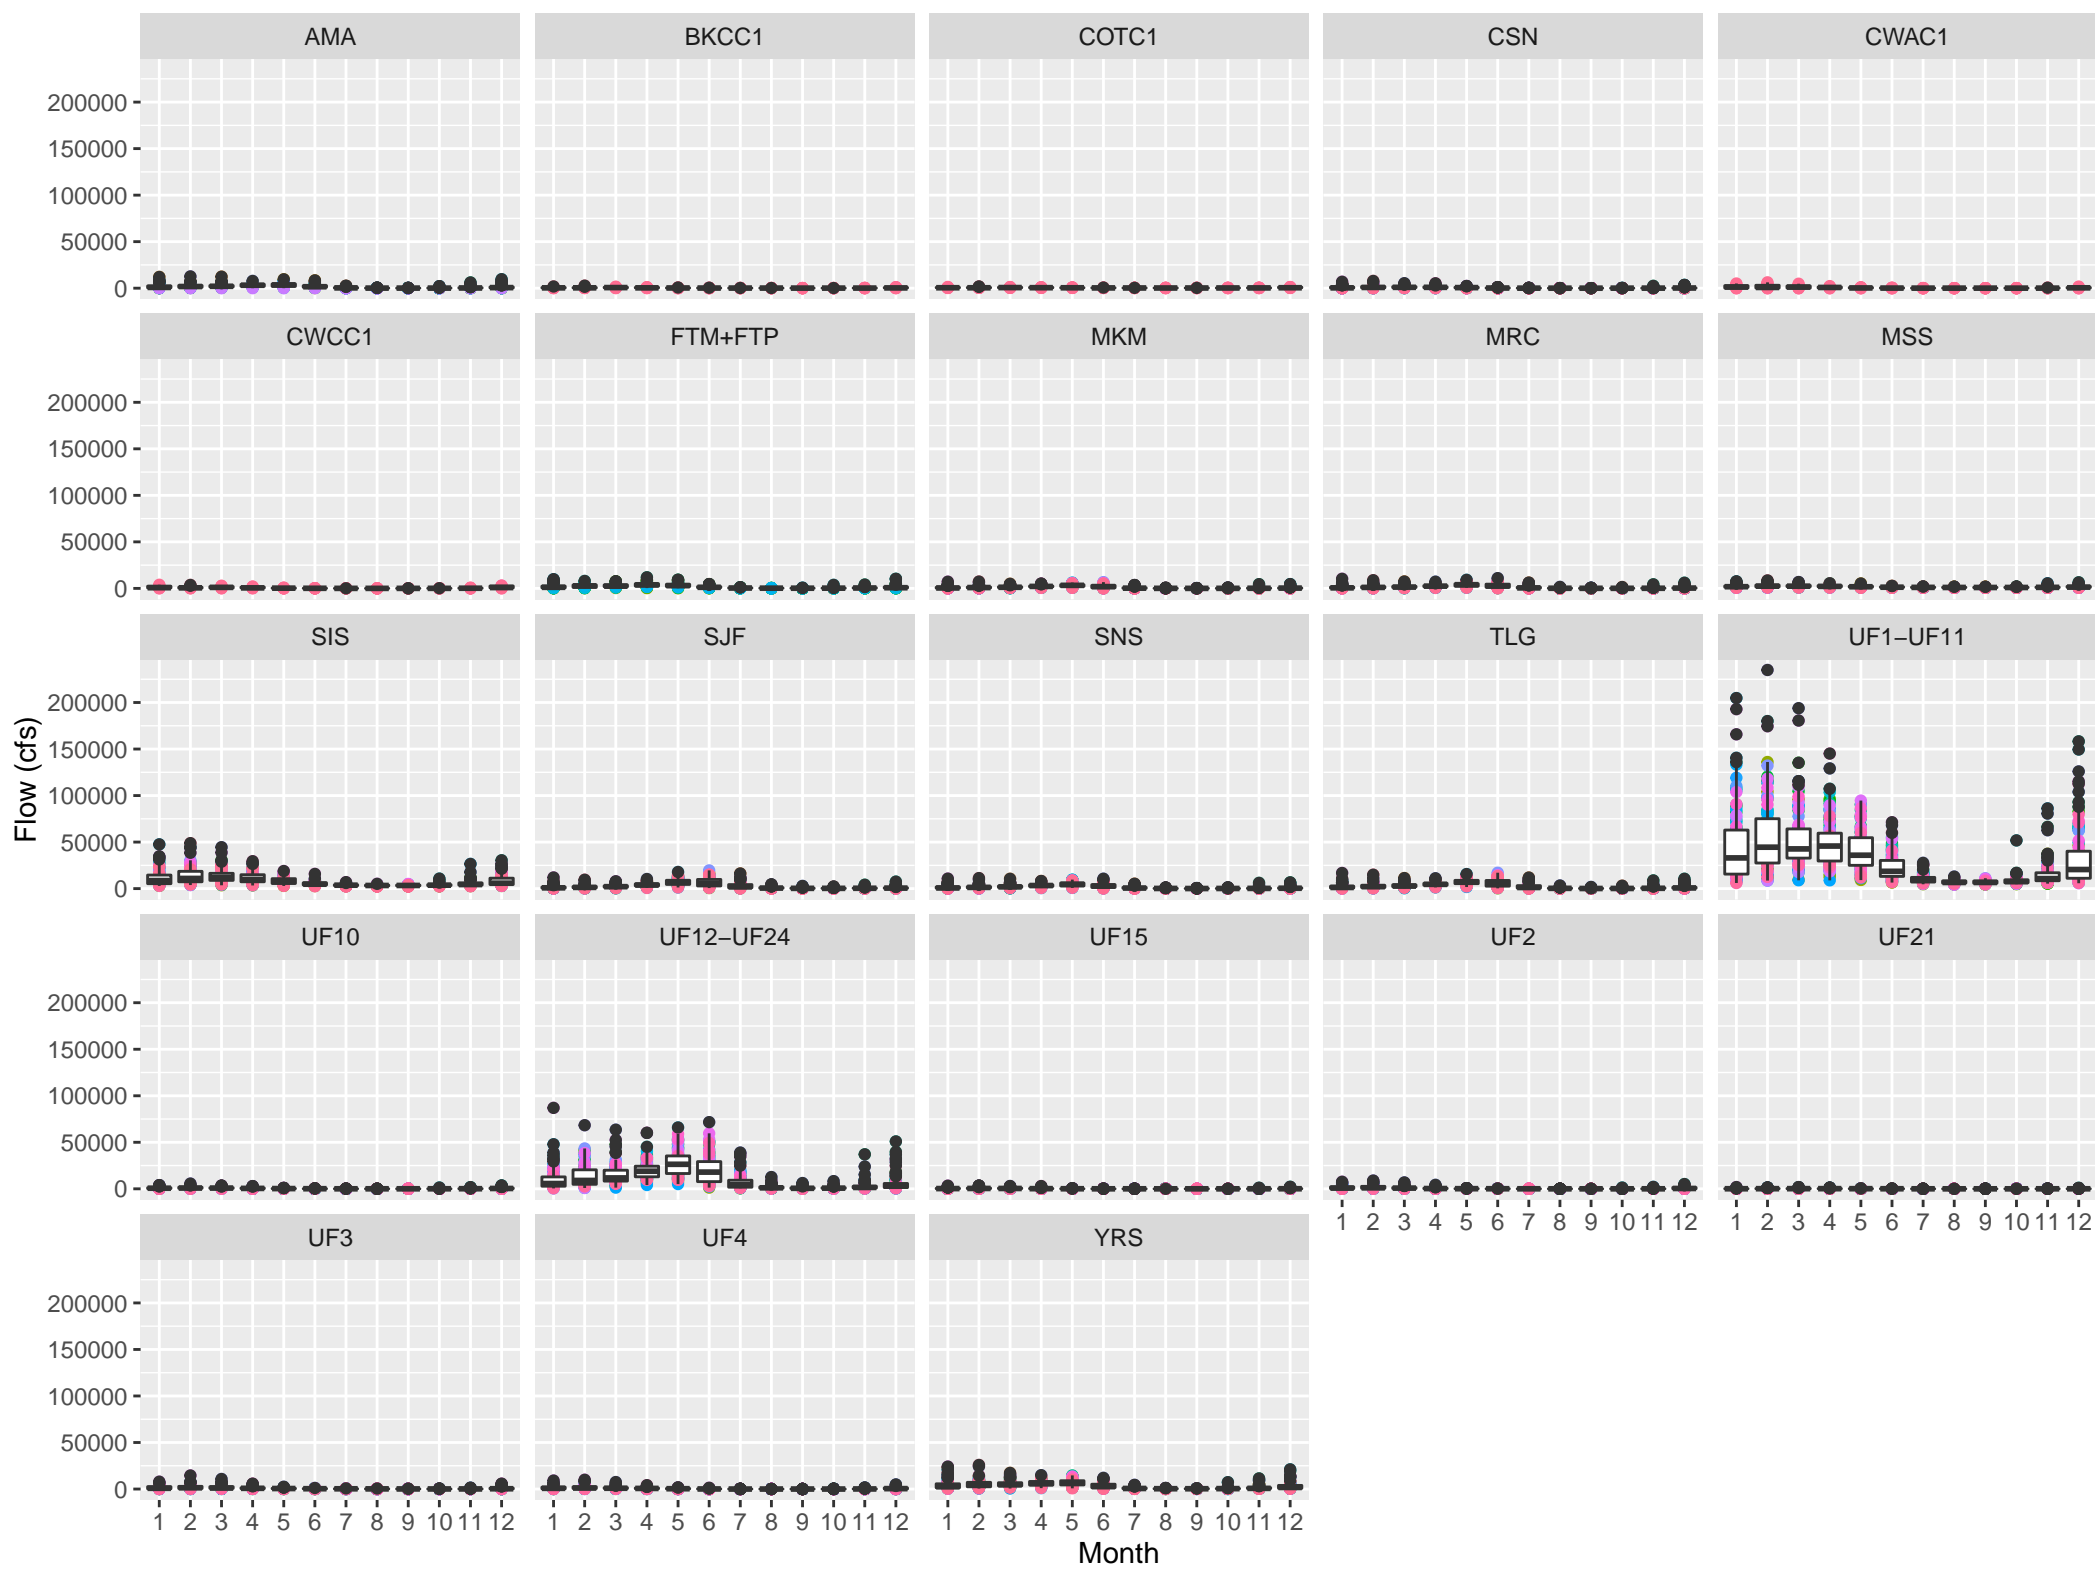 AMA BKCC1 COTC1 CSN CWAC1
200000
150000
100000
50000
0
CWCC1 FTM+FTP MKM MRC MSS
200000
150000
100000
50000
0
SIS SJF SNS TLG UF1−UF11
200000
150000
100000
50000
0
Flow (cfs)
UF10 UF12−UF24 UF15 UF2 UF21
200000
150000
100000
50000
0
1 2 3 4 5 6 7 8 9 10 11 12 1 2 3 4 5 6 7 8 9 10 11 12
UF3 UF4 YRS
200000
150000
100000
50000
0
1 2 3 4 5 6 7 8 9 10 11 12 1 2 3 4 5 6 7 8 9 10 11 12 1 2 3 4 5 6 7 8 9 10 11 12
Month